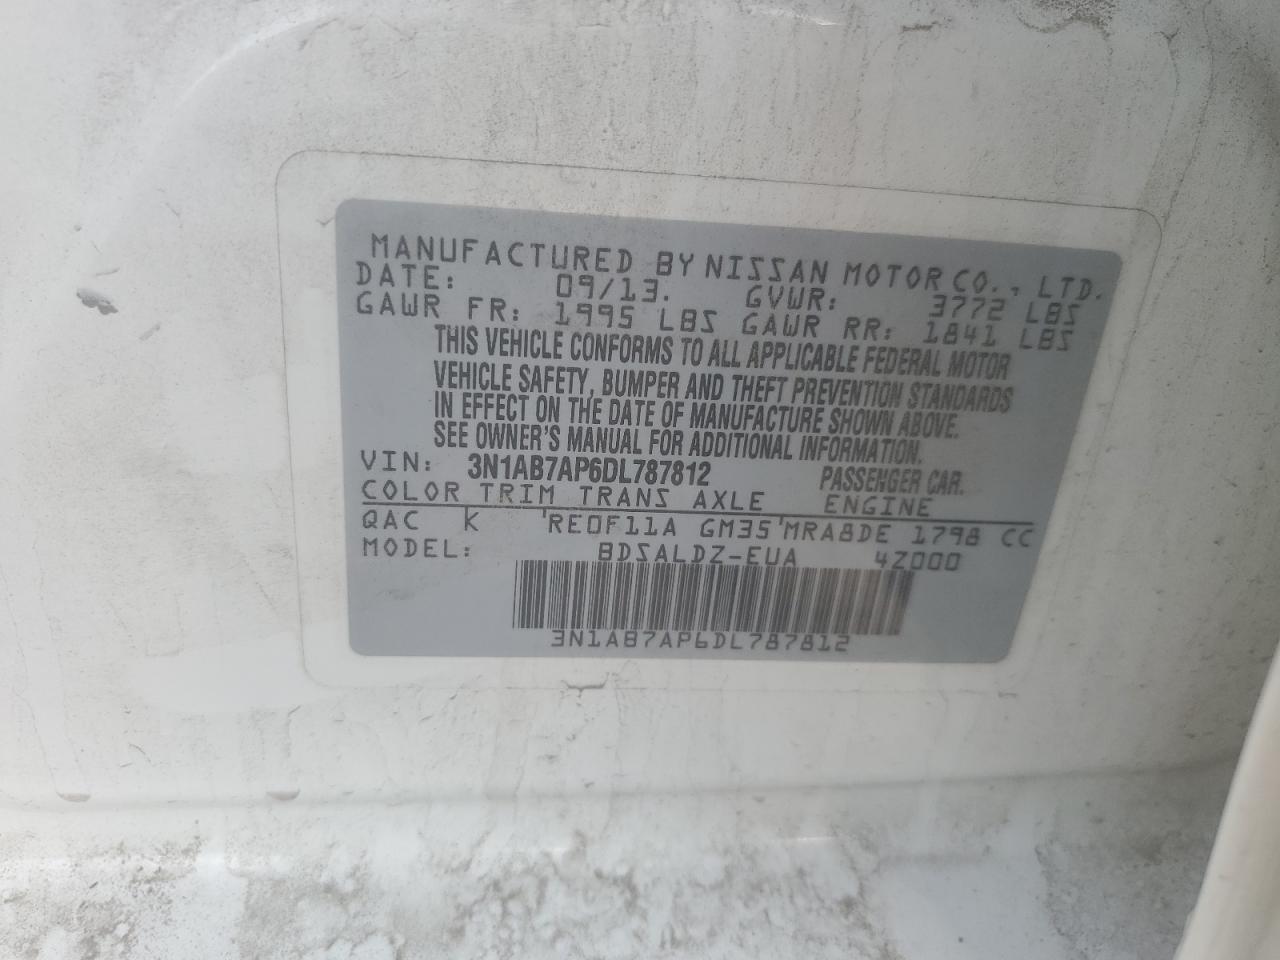 MANUFACTURED BY NISSAN MOTOR CO., LTD.
DATE: 09/13. GVWR: 3772 LBS
GAWR FR: 1995 LBS GAWR RR: 1841 LBS
THIS VEHICLE CONFORMS TO ALL APPLICABLE FEDERAL MOTOR
VEHICLE SAFETY, BUMPER AND THEFT PREVENTION STANDARDS
IN EFFECT ON THE DATE OF MANUFACTURE SHOWN ABOVE.
SEE OWNER'S MANUAL FOR ADDITIONAL INFORMATION.
VIN: 3N1AB7AP6DL787812 PASSENGER CAR.
COLOR TRIM TRANS AXLE ENGINE
QAC K 'RE0F11A GM35'MRA8DE 1798 CC
MODEL: BDSALDZ-EUA 4Z000
3N1AB7AP6DL787812